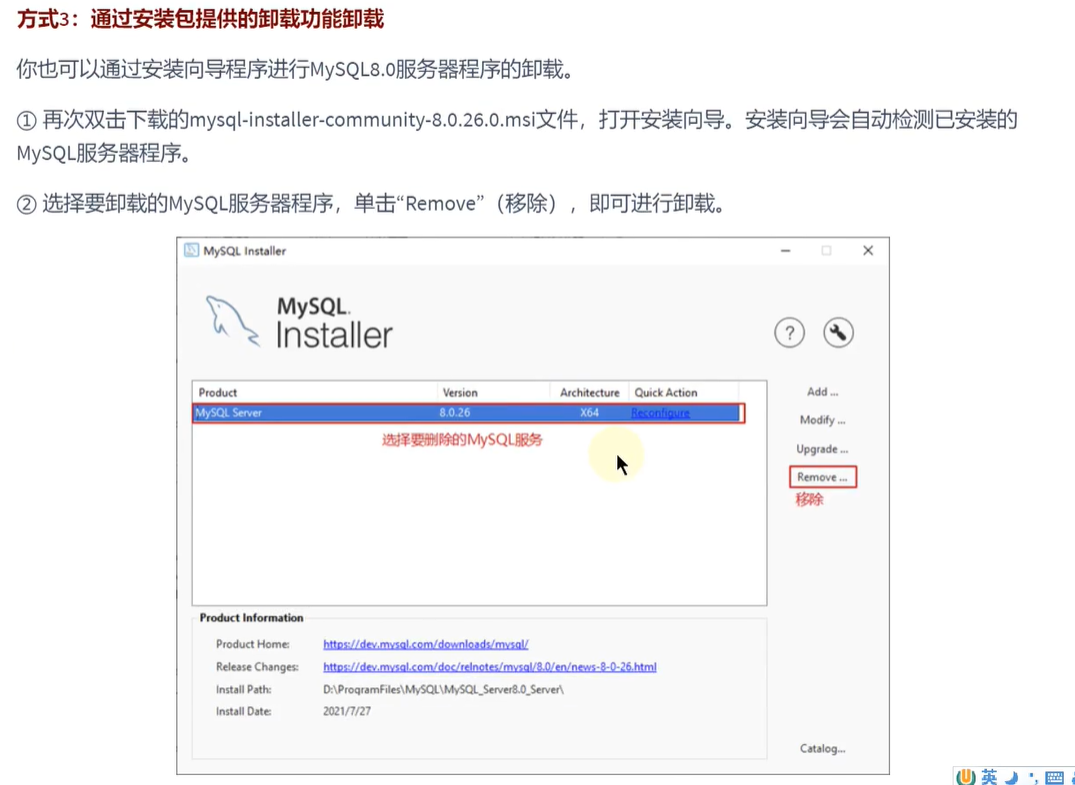 方式3：通过安装包提供的卸载功能卸载
你也可以通过安装向导程序进行MySQL8.0服务器程序的卸载。
① 再次双击下载的mysql-installer-community-8.0.26.0.msi文件，打开安装向导。安装向导会自动检测已安装的
MySQL服务器程序。
② 选择要卸载的MySQL服务器程序，单击“Remove”（移除），即可进行卸载。
MySQL Installer
MySQL.
Installer
Product Version Architecture Quick Action
MySQL Server 8.0.26 X64 Reconfigure
选择要删除的MySQL服务
Add ...
Modify ...
Upgrade ...
Remove ...
移除
Product Information
Product Home: https://dev.mysql.com/downloads/mysql/
Release Changes: https://dev.mysql.com/doc/relnotes/mysql/8.0/en/news-8-0-26.html
Install Path: D:\ProgramFiles\MySQL\MySQL_Server8.0_Server\
Install Date: 2021/7/27
Catalog...
英